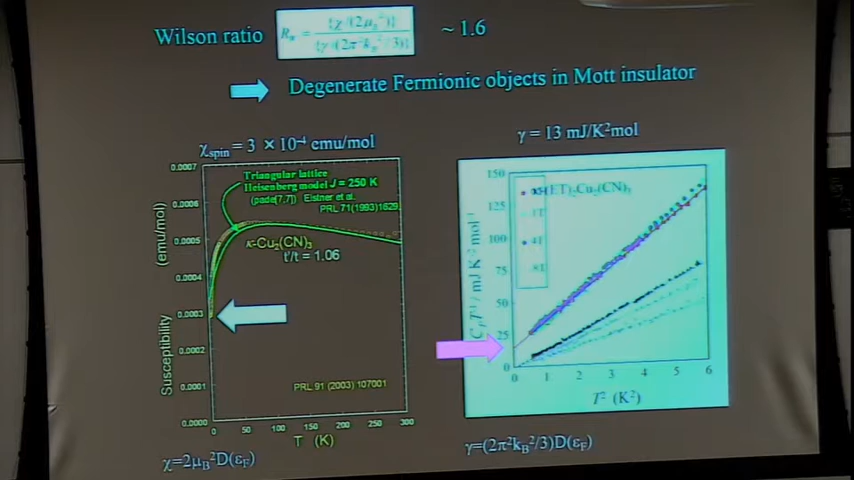 Wilson ratio
~ 1.6
Degenerate Fermionic objects in Mott insulator
χspin = 3 × 10⁻⁴ emu/mol
γ = 13 mJ/K²mol
0.0007
0.0006
0.0005
0.0004
0.0003
0.0002
0.0001
0.0000
(emu/mol)
Susceptibility
Triangular lattice
Heisenberg model J = 250 K
(pade[7,7]) Elstner et al.
PRL 71(1993)1629
κ-Cu₂(CN)₃
t'/t = 1.06
PRL 91 (2003) 107001
0 50 100 150 200 250 300
T (K)
χ=2μB²D(εF)
150
125
100
75
50
25
0
(ET)₂Cu₂(CN)₃
1T
4T
8T
0 1 2 3 4 5 6
T² (K²)
γ=(2π²kB²/3)D(εF)